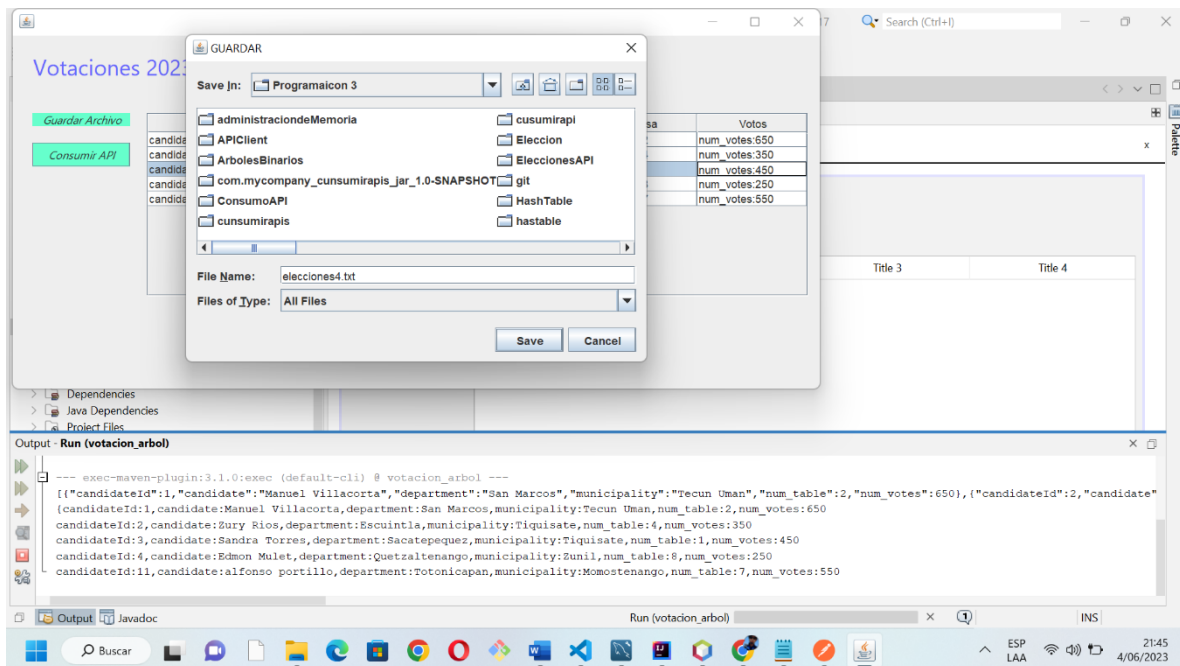 17
Search (Ctrl+I)
GUARDAR
Votaciones 202
Save In: Programaicon 3
Guardar Archivo
Consumir API
administraciondeMemoria
APIClient
ArbolesBinarios
com.mycompany_cunsumirapis_jar_1.0-SNAPSHOT
ConsumoAPI
cunsumirapis
cusumirapi
Eleccion
EleccionesAPI
git
HashTable
hastable
File Name: elecciones4.txt
Files of Type: All Files
Save Cancel
candida
candida
candida
candida
candida
sa Votos
num_votes:650
num_votes:350
num_votes:450
num_votes:250
num_votes:550
Palette
x
Title 3 Title 4
Dependencies
Java Dependencies
Project Files
Output - Run (votacion_arbol)
--- exec-maven-plugin:3.1.0:exec (default-cli) @ votacion_arbol ---
[{"candidateId":1,"candidate":"Manuel Villacorta","department":"San Marcos","municipality":"Tecun Uman","num_table":2,"num_votes":650},{"candidateId":2,"candidate"
{candidateId:1,candidate:Manuel Villacorta,department:San Marcos,municipality:Tecun Uman,num_table:2,num_votes:650
candidateId:2,candidate:Zury Rios,department:Escuintla,municipality:Tiquisate,num_table:4,num_votes:350
candidateId:3,candidate:Sandra Torres,department:Sacatepequez,municipality:Tiquisate,num_table:1,num_votes:450
candidateId:4,candidate:Edmon Mulet,department:Quetzaltenango,municipality:Zunil,num_table:8,num_votes:250
candidateId:11,candidate:alfonso portillo,department:Totonicapan,municipality:Momostenango,num_table:7,num_votes:550
Output Javadoc
Run (votacion_arbol)
1
INS
Buscar
ESP
LAA
21:45
4/06/2023